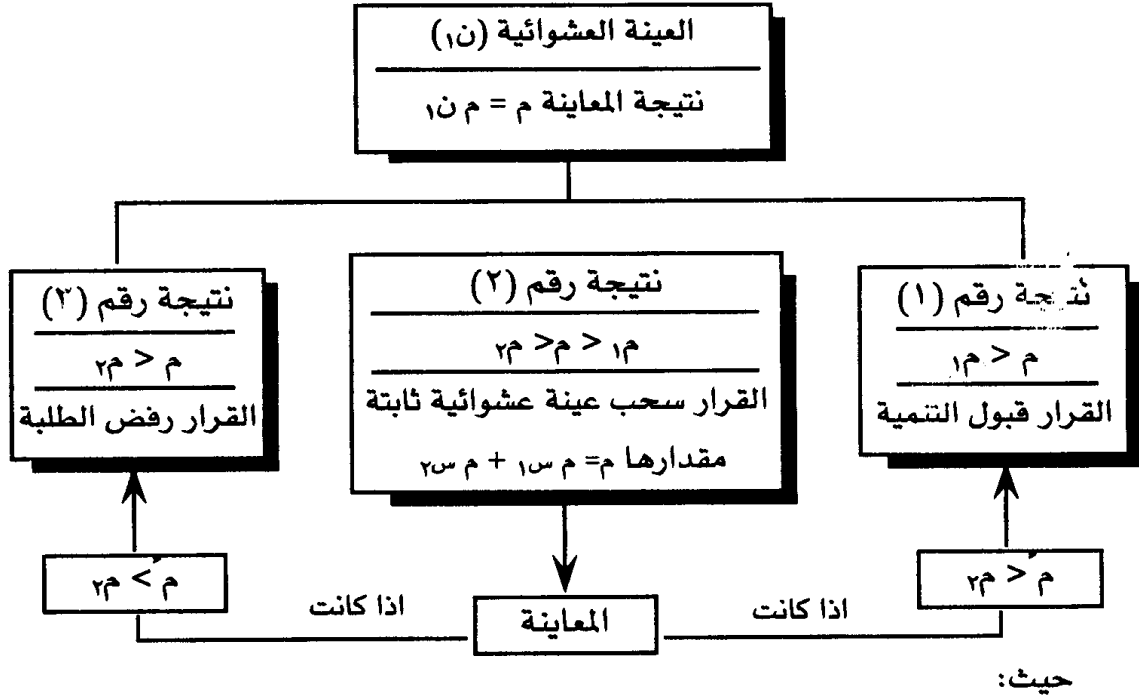 العينة العشوائية (ن١)
نتيجة المعاينة م = م ن١
نتيجة رقم (١)
م < م١
القرار قبول التنمية
نتيجة رقم (٢)
م١ < م< م٢
القرار سحب عينة عشوائية ثابتة
مقدارها م= م س١ + م س٢
نتيجة رقم (٣)
م < م٢
القرار رفض الطلبة
مَ < م٢
مَ > م٢
اذا كانت
المعاينة
اذا كانت
حيث: